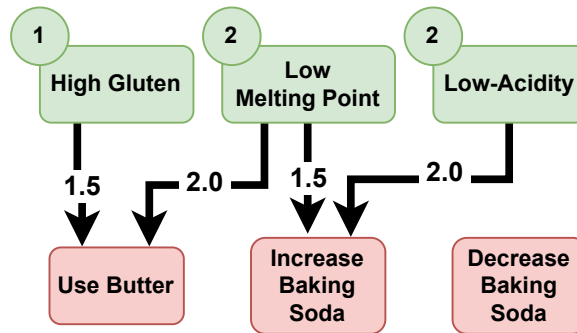 1
2
2
High Gluten
Low
Melting Point
Low-Acidity
1.5
2.0
1.5
2.0
Use Butter
Increase
Baking
Soda
Decrease
Baking
Soda